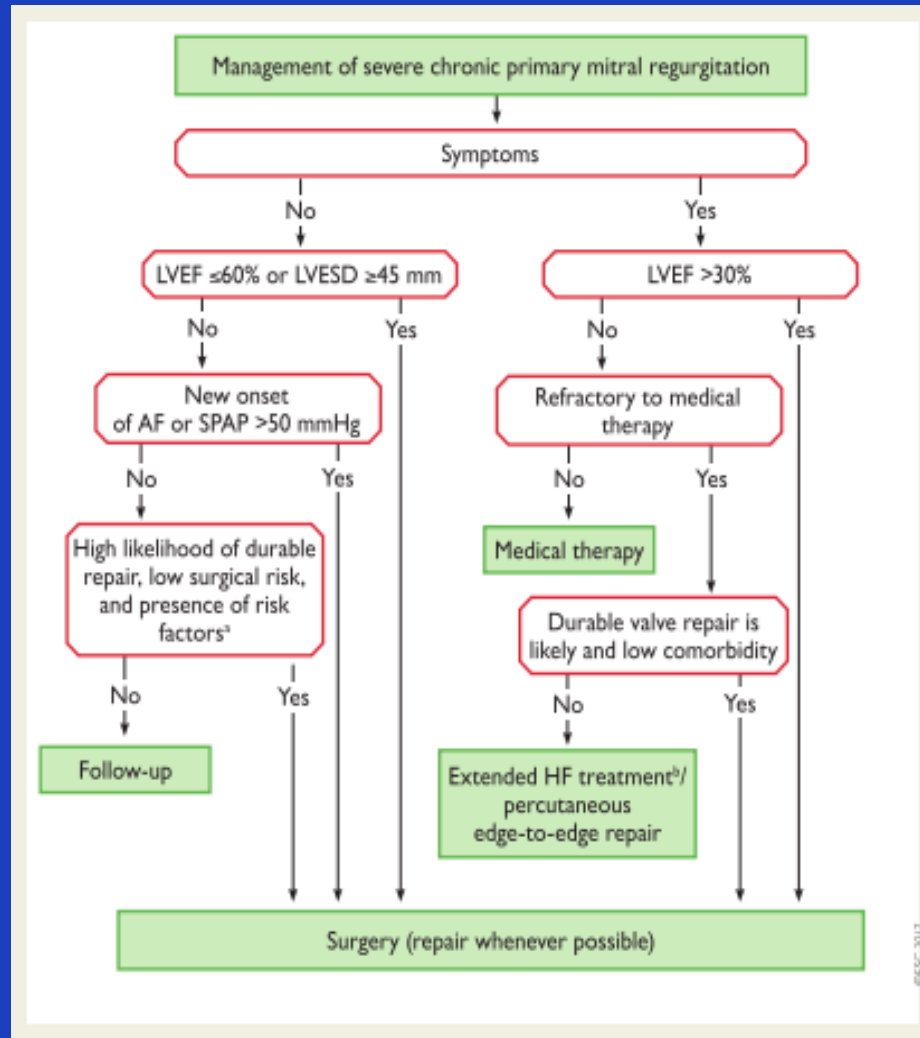 Management of severe chronic primary mitral regurgitation
Symptoms
No
Yes
LVEF ≤60% or LVESD ≥45 mm
LVEF >30%
No
Yes
No
Yes
New onset
of AF or SPAP >50 mmHg
Refractory to medical
therapy
No
Yes
No
Yes
High likelihood of durable
repair, low surgical risk,
and presence of risk
factorsᵃ
Medical therapy
Durable valve repair is
likely and low comorbidity
No
Yes
No
Yes
Follow-up
Extended HF treatmentᵇ/
percutaneous
edge-to-edge repair
Surgery (repair whenever possible)
©ESC 2017